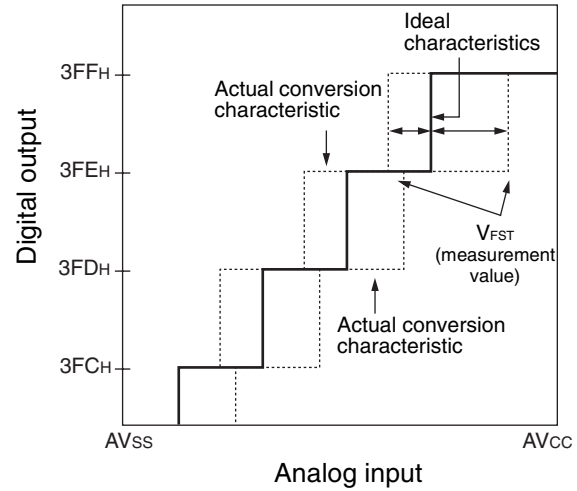 Ideal
characteristics
3FFH
Actual conversion
characteristic
3FEH
Digital output
VFST
(measurement
value)
3FDH
Actual conversion
characteristic
3FCH
AVSS
AVCC
Analog input